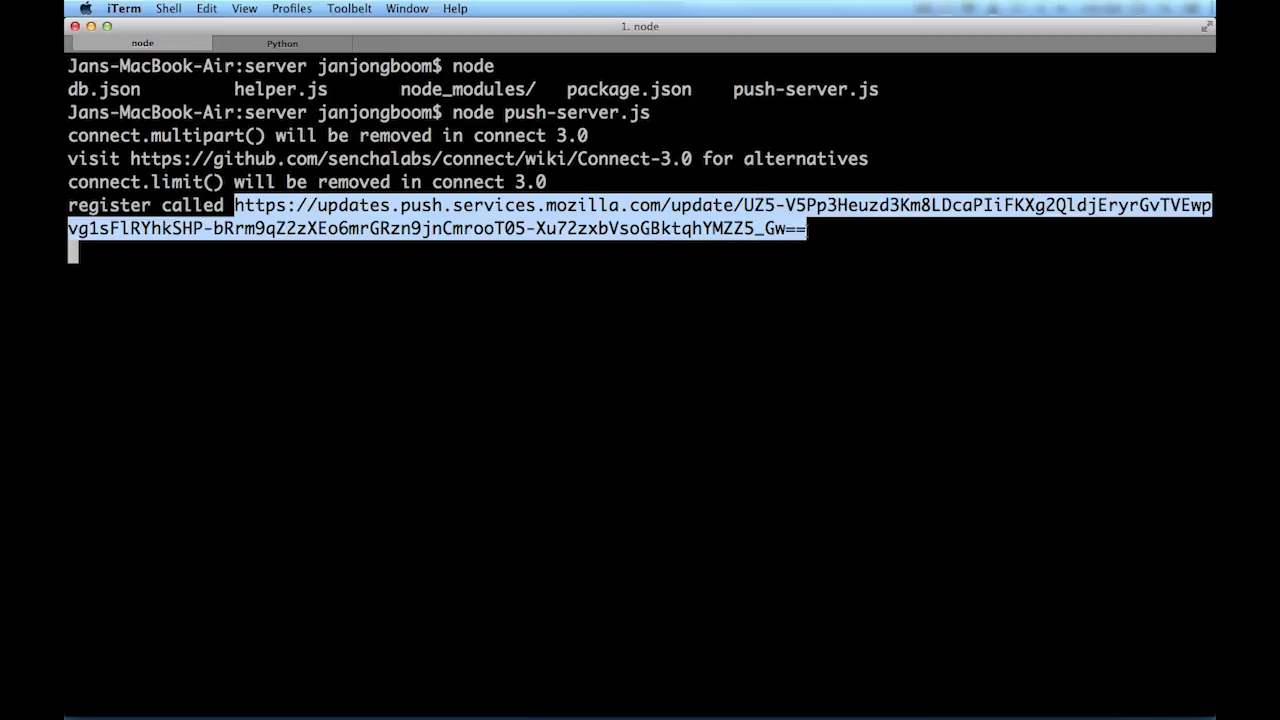 iTerm Shell Edit View Profiles Toolbelt Window Help
1. node
node Python
Jans-MacBook-Air:server janjongboom$ node
db.json helper.js node_modules/ package.json push-server.js
Jans-MacBook-Air:server janjongboom$ node push-server.js
connect.multipart() will be removed in connect 3.0
visit https://github.com/senchalabs/connect/wiki/Connect-3.0 for alternatives
connect.limit() will be removed in connect 3.0
register called https://updates.push.services.mozilla.com/update/UZ5-V5Pp3Heuzd3Km8LDcaPIiFKXg2QldjEryrGvTVEwp
vg1sFlRYhkSHP-bRrm9qZ2zXEo6mrGRzn9jnCmrooT05-Xu72zxbVsoGBktqhYMZZ5_Gw==